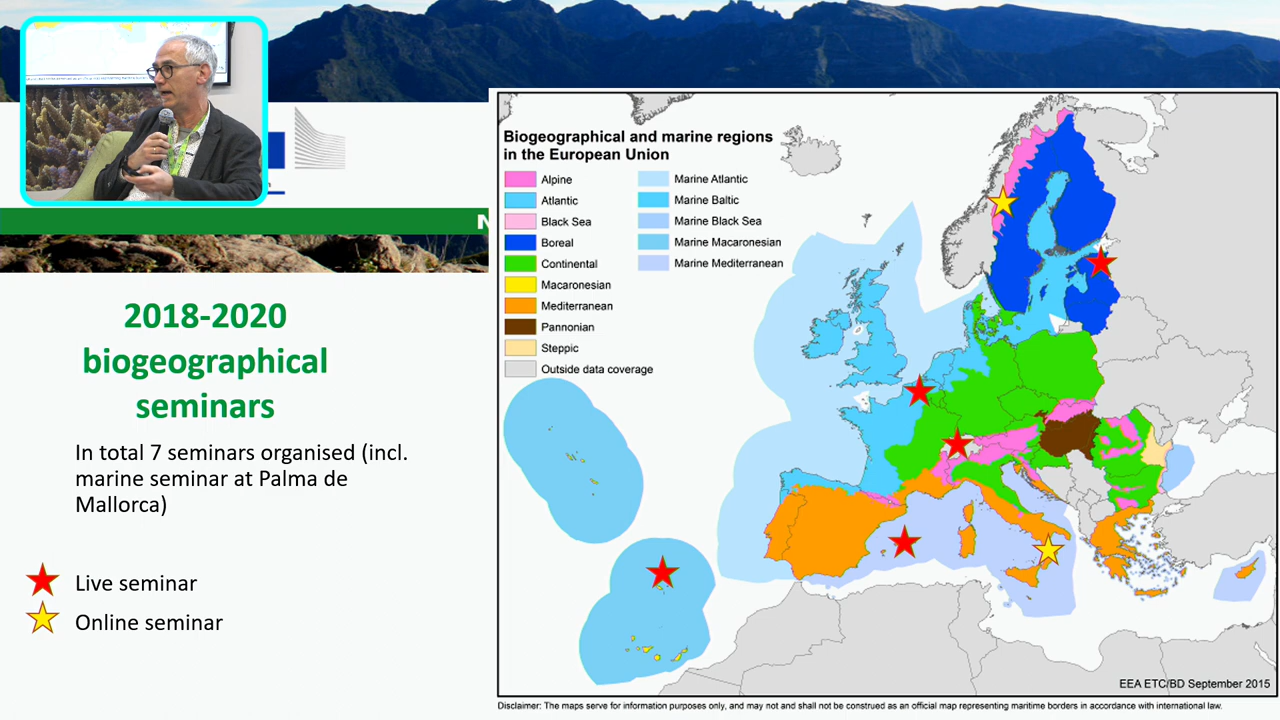 N
2018-2020
biogeographical
seminars
In total 7 seminars organised (incl.
marine seminar at Palma de
Mallorca)
Live seminar
Online seminar
Biogeographical and marine regions
in the European Union
Alpine
Atlantic
Black Sea
Boreal
Continental
Macaronesian
Mediterranean
Pannonian
Steppic
Outside data coverage
Marine Atlantic
Marine Baltic
Marine Black Sea
Marine Macaronesian
Marine Mediterranean
EEA ETC/BD September 2015
Disclaimer: The maps serve for information purposes only, and may not and shall not be construed as an official map representing maritime borders in accordance with international law.